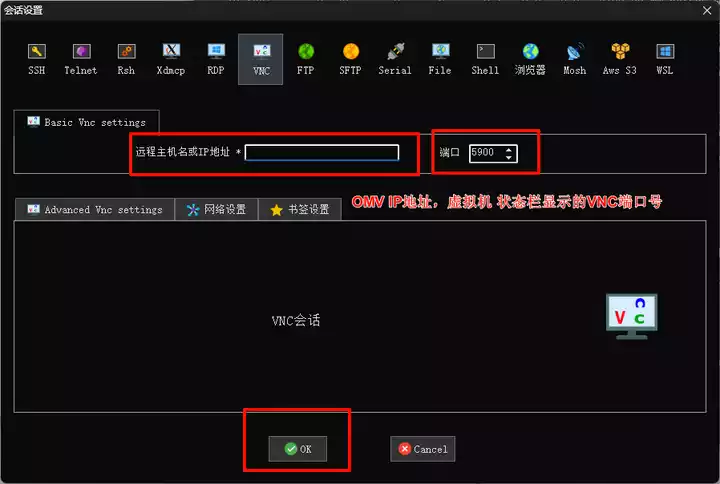 会话设置
SSH Telnet Rsh Xdmcp RDP VNC FTP SFTP Serial File Shell 浏览器 Mosh Aws S3 WSL
Basic Vnc settings
远程主机名或IP地址 * 端口 5900
Advanced Vnc settings 网络设置 书签设置
OMV IP地址，虚拟机 状态栏显示的VNC端口号
VNC会话
OK Cancel